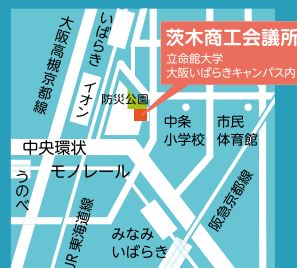 茨木商工会議所
立命館大学
大阪いばらきキャンパス内
大阪高槻京都線
いばらき
イオン
防災公園
中条
小学校
市民
体育館
中央環状
モノレール
うのべ
JR東海道線
みなみ
いばらき
阪急京都線